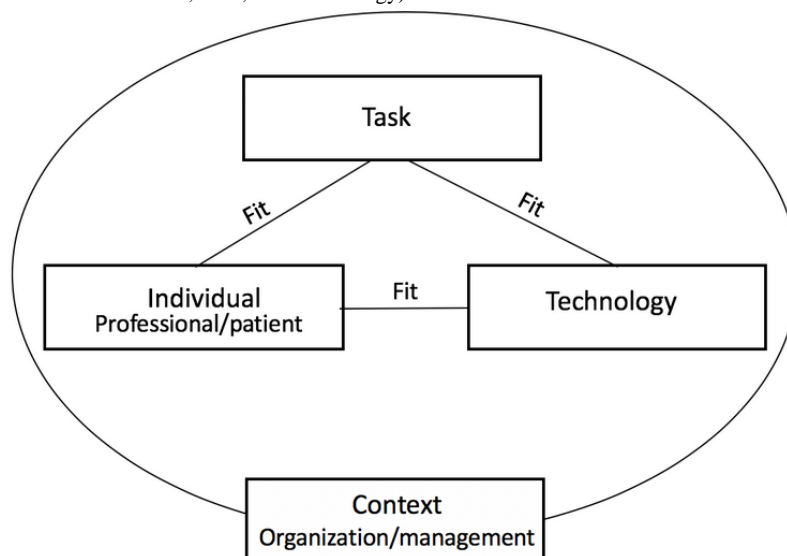 Task
Fit
Fit
Individual
Professional/patient
Fit
Technology
Context
Organization/management